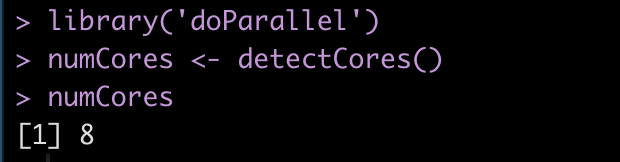 > library('doParallel')
> numCores <- detectCores()
> numCores
[1] 8